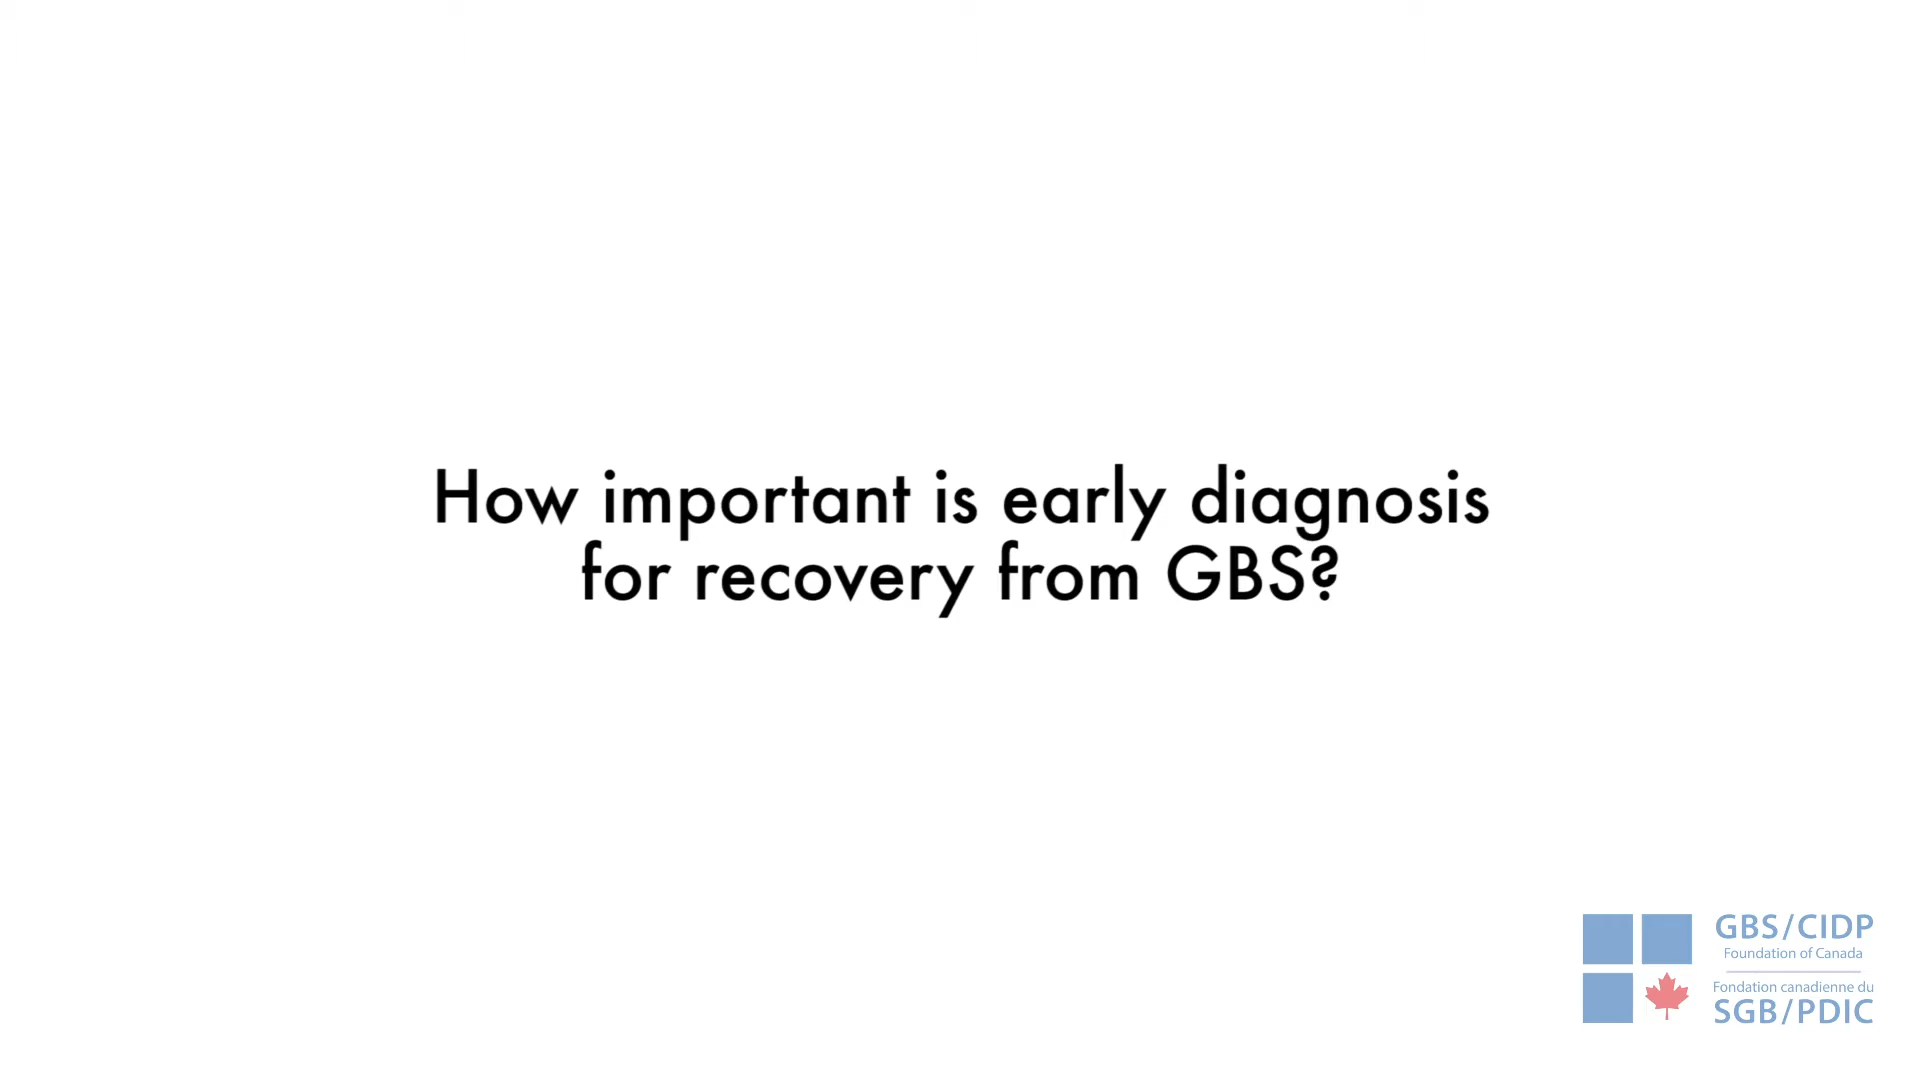 How important is early diagnosis
for recovery from GBS?
GBS/CIDP
Foundation of Canada
Fondation canadienne du
SGB/PDIC